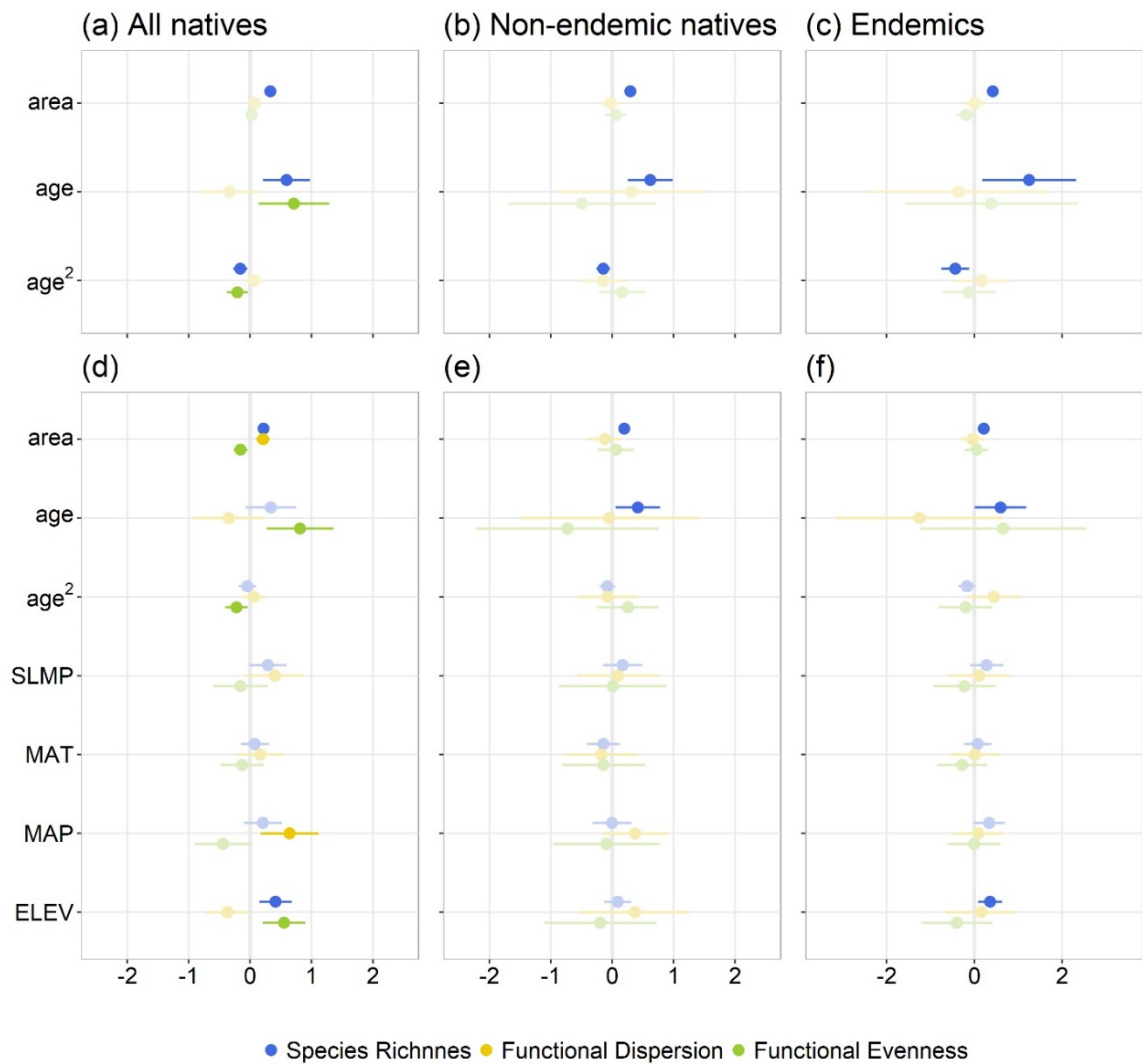 (a) All natives (b) Non-endemic natives (c) Endemics
area
age
age²
-2 -1 0 1 2 -2 -1 0 1 2 -2 0 2
(d) (e) (f)
area
age
age²
SLMP
MAT
MAP
ELEV
-2 -1 0 1 2 -2 -1 0 1 2 -2 0 2
Species Richnnes Functional Dispersion Functional Evenness